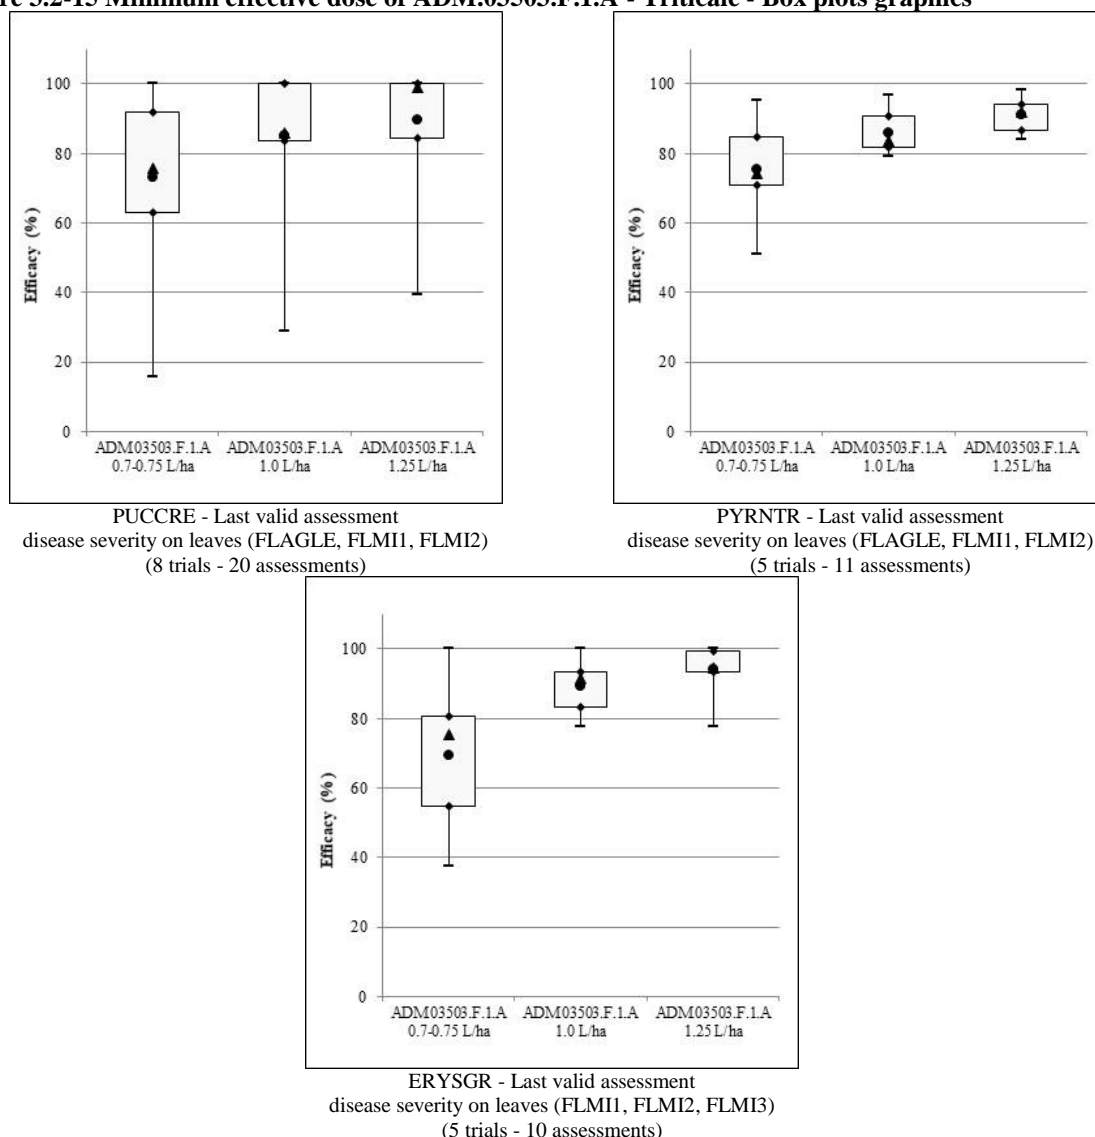 re 3.2-15 Minimum effective dose of ADM.03503.F.1.A - Triticale - Box plots graphics
100
80
60
40
20
0
Efficacy (%)
ADM03503.F.1.A ADM03503.F.1.A ADM03503.F.1.A
0.7-0.75 L/ha 1.0 L/ha 1.25 L/ha
PUCCRE - Last valid assessment
disease severity on leaves (FLAGLE, FLMI1, FLMI2)
(8 trials - 20 assessments)
100
80
60
40
20
0
Efficacy (%)
ADM03503.F.1.A ADM03503.F.1.A ADM03503.F.1.A
0.7-0.75 L/ha 1.0 L/ha 1.25 L/ha
PYRNTR - Last valid assessment
disease severity on leaves (FLAGLE, FLMI1, FLMI2)
(5 trials - 11 assessments)
100
80
60
40
20
0
Efficacy (%)
ADM03503.F.1.A ADM03503.F.1.A ADM03503.F.1.A
0.7-0.75 L/ha 1.0 L/ha 1.25 L/ha
ERYSGR - Last valid assessment
disease severity on leaves (FLMI1, FLMI2, FLMI3)
(5 trials - 10 assessments)